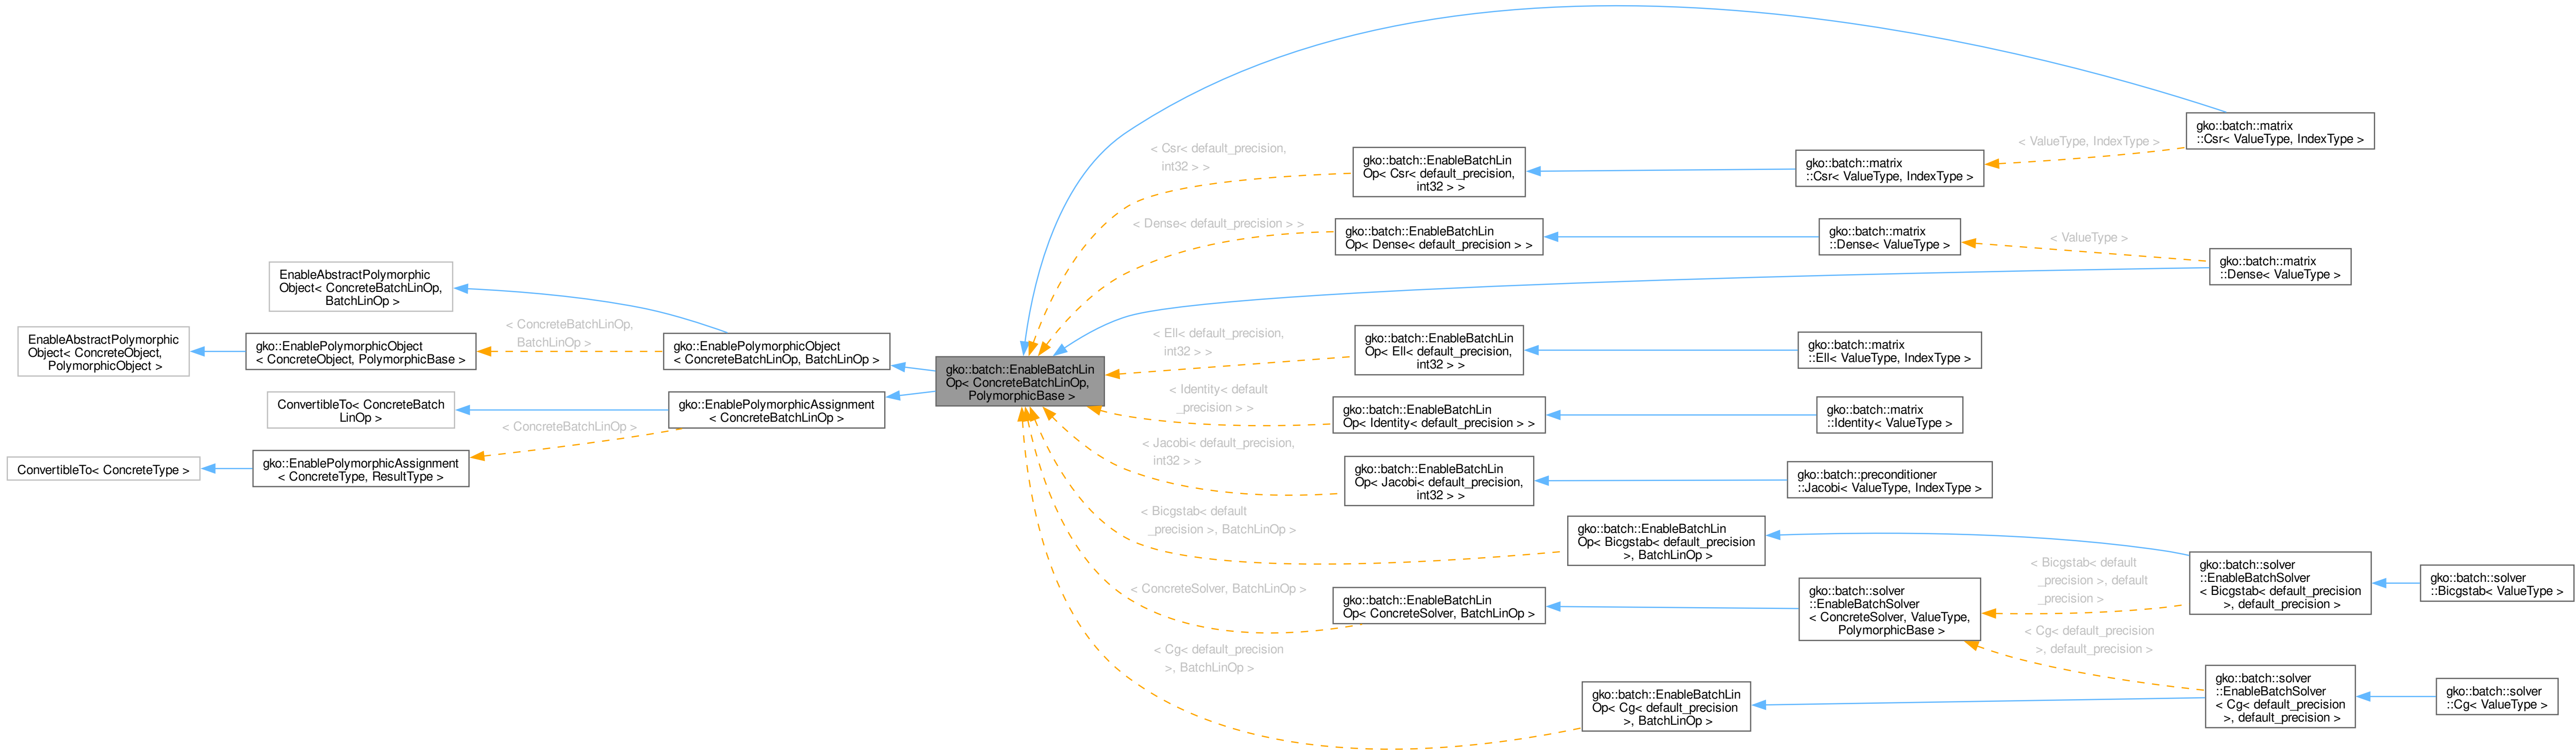 EnableAbstractPolymorphic
Object< ConcreteObject,
PolymorphicObject >
ConvertibleTo< ConcreteType >
EnableAbstractPolymorphic
Object< ConcreteBatchLinOp,
BatchLinOp >
gko::EnablePolymorphicObject
< ConcreteObject, PolymorphicBase >
ConvertibleTo< ConcreteBatch
LinOp >
gko::EnablePolymorphicAssignment
< ConcreteType, ResultType >
< ConcreteBatchLinOp,
BatchLinOp >
< ConcreteBatchLinOp >
gko::EnablePolymorphicObject
< ConcreteBatchLinOp, BatchLinOp >
gko::EnablePolymorphicAssignment
< ConcreteBatchLinOp >
gko::batch::EnableBatchLin
Op< ConcreteBatchLinOp,
PolymorphicBase >
< Csr< default_precision,
int32 > >
< Dense< default_precision > >
< Ell< default_precision,
int32 > >
< Identity< default
_precision > >
< Jacobi< default_precision,
int32 > >
< Bicgstab< default
_precision >, BatchLinOp >
< ConcreteSolver, BatchLinOp >
< Cg< default_precision
>, BatchLinOp >
gko::batch::EnableBatchLin
Op< Csr< default_precision,
int32 > >
gko::batch::EnableBatchLin
Op< Dense< default_precision > >
gko::batch::EnableBatchLin
Op< Ell< default_precision,
int32 > >
gko::batch::EnableBatchLin
Op< Identity< default_precision > >
gko::batch::EnableBatchLin
Op< Jacobi< default_precision,
int32 > >
gko::batch::EnableBatchLin
Op< Bicgstab< default_precision
>, BatchLinOp >
gko::batch::EnableBatchLin
Op< ConcreteSolver, BatchLinOp >
gko::batch::EnableBatchLin
Op< Cg< default_precision
>, BatchLinOp >
gko::batch::matrix
::Csr< ValueType, IndexType >
gko::batch::matrix
::Dense< ValueType >
gko::batch::matrix
::Ell< ValueType, IndexType >
gko::batch::matrix
::Identity< ValueType >
gko::batch::preconditioner
::Jacobi< ValueType, IndexType >
gko::batch::solver
::EnableBatchSolver
< ConcreteSolver, ValueType,
PolymorphicBase >
< ValueType, IndexType >
< ValueType >
< Bicgstab< default
_precision >, default
_precision >
< Cg< default_precision
>, default_precision >
gko::batch::matrix
::Csr< ValueType, IndexType >
gko::batch::matrix
::Dense< ValueType >
gko::batch::solver
::EnableBatchSolver
< Bicgstab< default_precision
>, default_precision >
gko::batch::solver
::EnableBatchSolver
< Cg< default_precision
>, default_precision >
gko::batch::solver
::Bicgstab< ValueType >
gko::batch::solver
::Cg< ValueType >